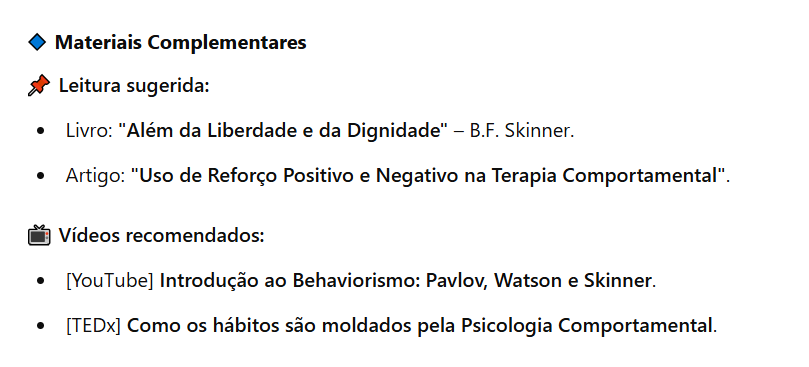 🔷 Materiais Complementares
📌 Leitura sugerida:
• Livro: "Além da Liberdade e da Dignidade" – B.F. Skinner.
• Artigo: "Uso de Reforço Positivo e Negativo na Terapia Comportamental".
📺 Vídeos recomendados:
• [YouTube] Introdução ao Behaviorismo: Pavlov, Watson e Skinner.
• [TEDx] Como os hábitos são moldados pela Psicologia Comportamental.